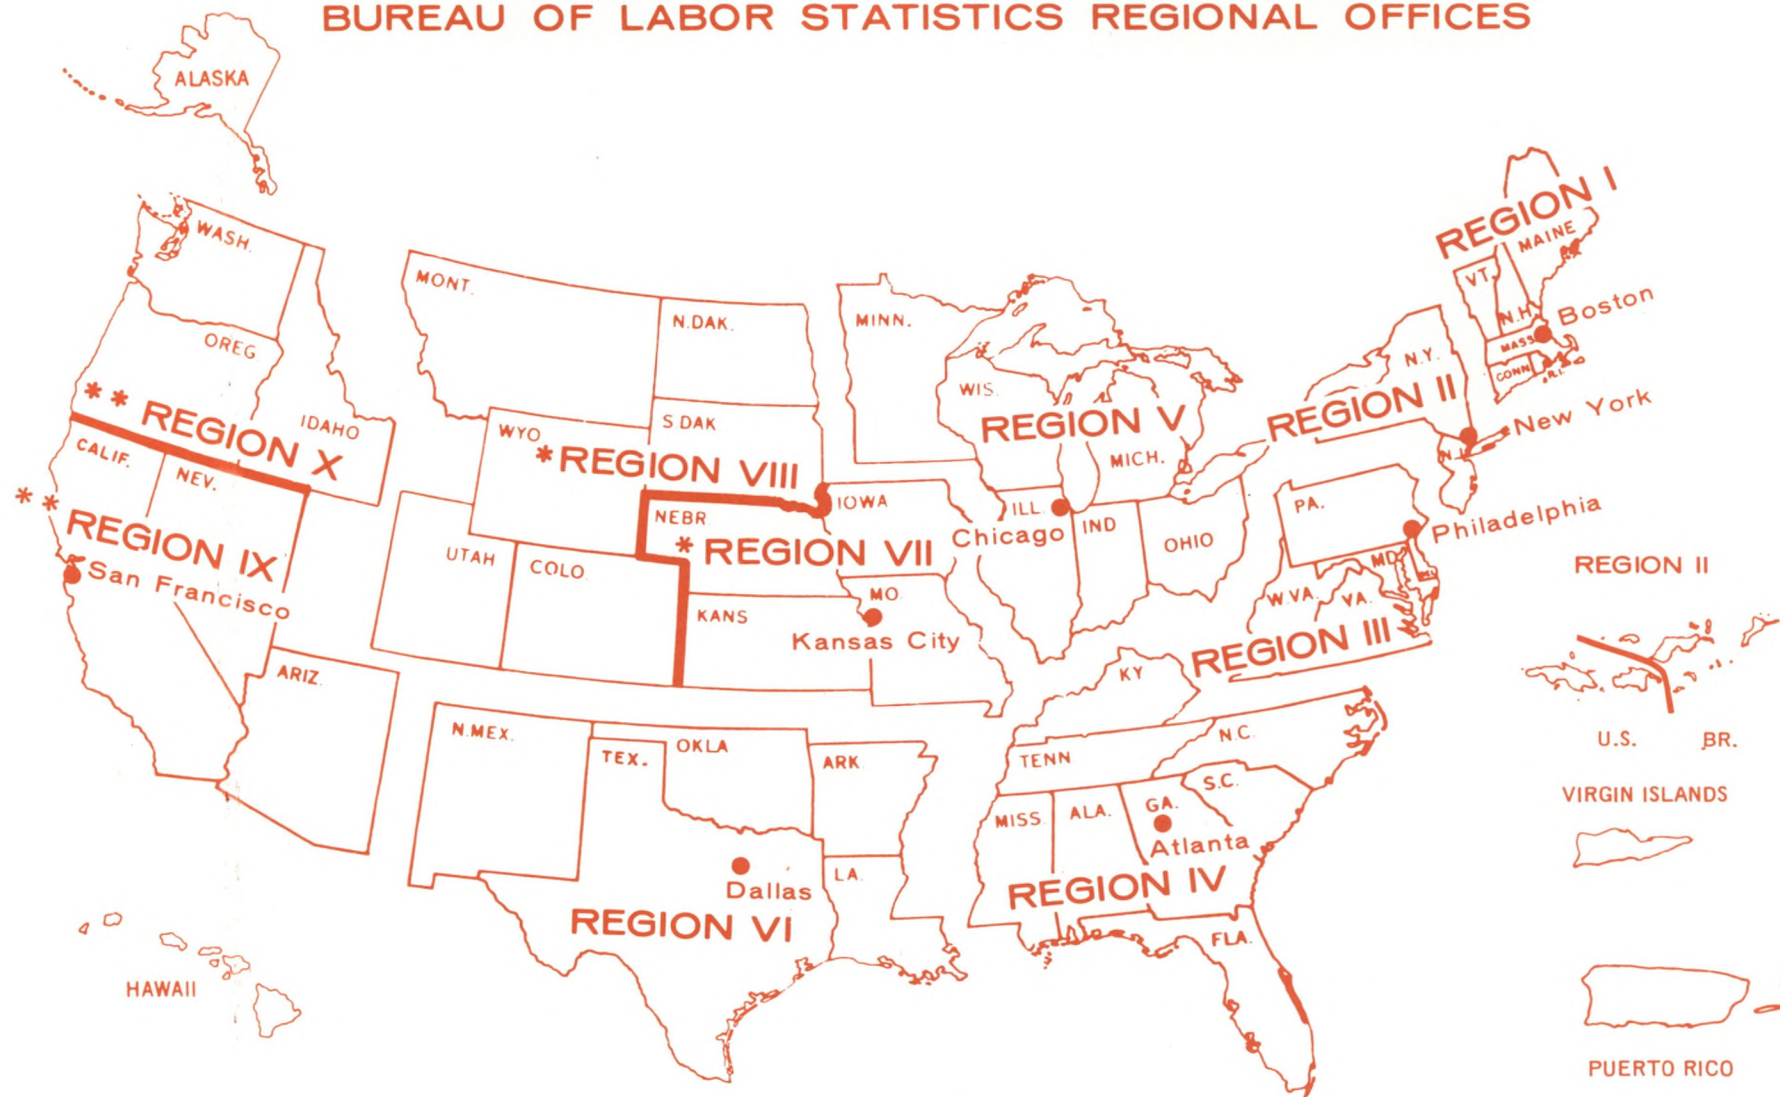 BUREAU OF LABOR STATISTICS REGIONAL OFFICES
ALASKA
WASH.
OREG
IDAHO
** REGION X
MONT.
N.DAK.
S.DAK
WYO
*REGION VIII
UTAH
COLO.
CALIF.
NEV.
** REGION IX
San Francisco
ARIZ.
HAWAII
NEBR
IOWA
* REGION VII
KANS
MO.
Kansas City
MINN.
WIS.
REGION V
MICH.
ILL.
Chicago
IND
OHIO
REGION I
MAINE
VT.
N.H.
Boston
MASS
CONN
R.I.
N.Y.
REGION II
New York
N.J.
PA.
Philadelphia
MD.
DEL
W.VA.
VA.
REGION III
KY
TENN
N.C.
S.C.
MISS.
ALA.
GA.
Atlanta
REGION IV
FLA.
N.MEX.
TEX.
OKLA
ARK.
LA.
Dallas
REGION VI
REGION II
U.S. BR.
VIRGIN ISLANDS
PUERTO RICO